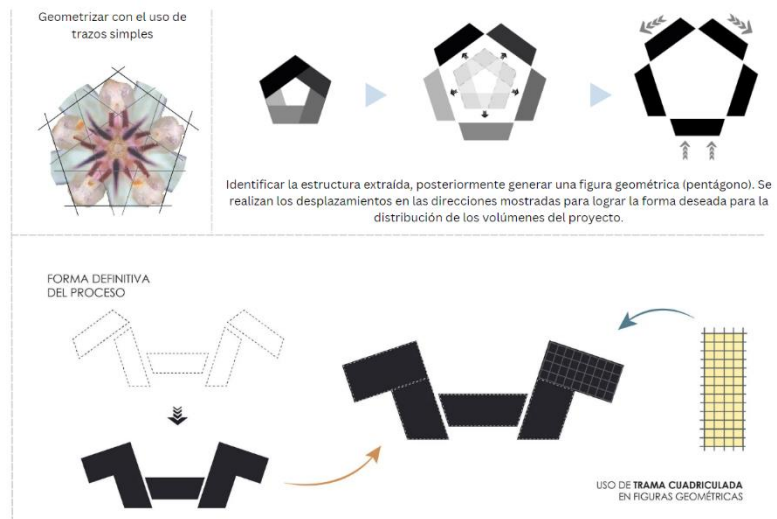 Geometrizar con el uso de
trazos simples
Identificar la estructura extraída, posteriormente generar una figura geométrica (pentágono). Se
realizan los desplazamientos en las direcciones mostradas para lograr la forma deseada para la
distribución de los volúmenes del proyecto.
FORMA DEFINITIVA
DEL PROCESO
USO DE TRAMA CUADRICULADA
EN FIGURAS GEOMÉTRICAS